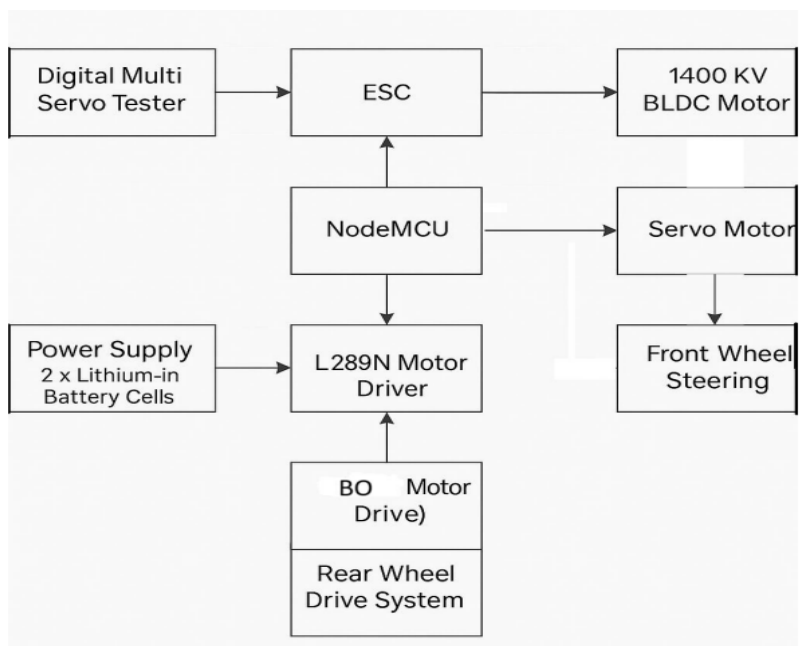 Digital Multi
Servo Tester
ESC
1400 KV
BLDC Motor
NodeMCU
Servo Motor
Power Supply
2 x Lithium-in
Battery Cells
L289N Motor
Driver
Front Wheel
Steering
BO Motor
Drive)
Rear Wheel
Drive System